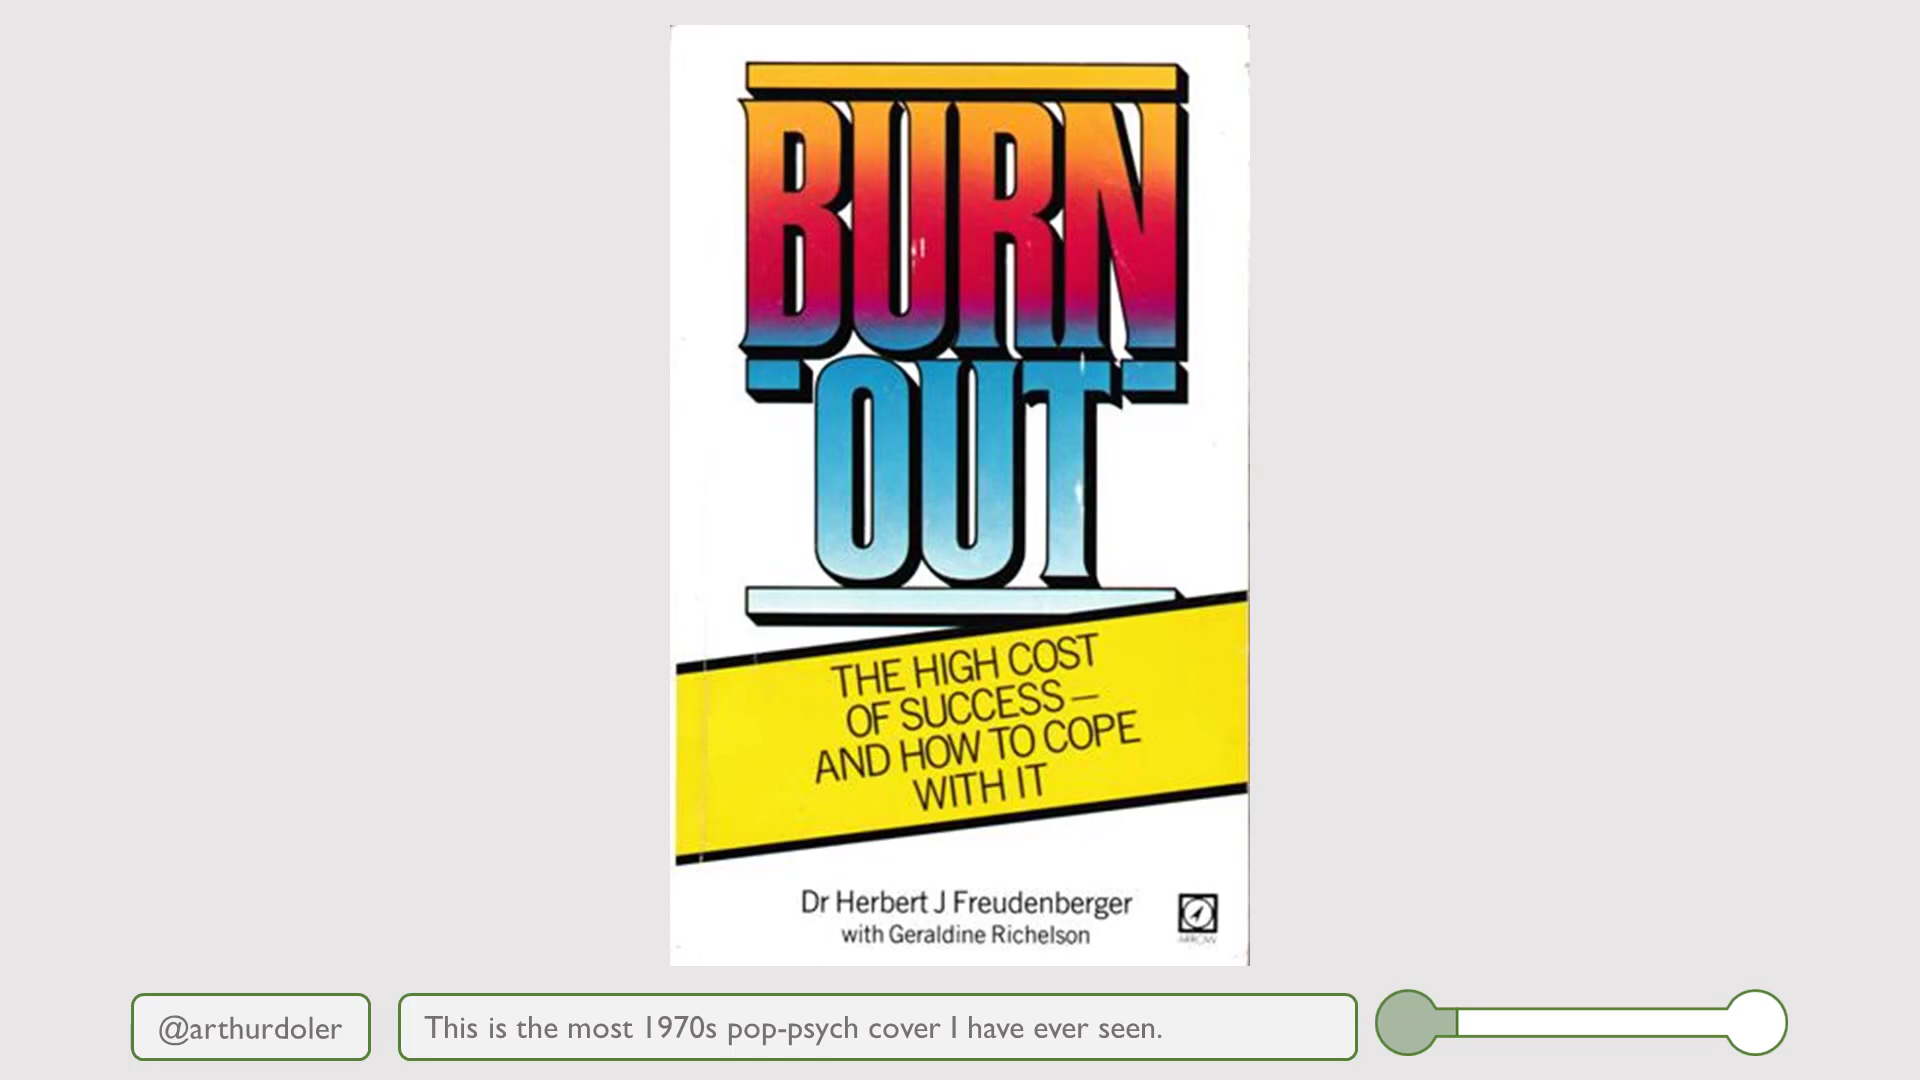 BURN
OUT
THE HIGH COST
OF SUCCESS —
AND HOW TO COPE
WITH IT
Dr Herbert J Freudenberger
with Geraldine Richelson
ARROW
@arthurdoler
This is the most 1970s pop-psych cover I have ever seen.